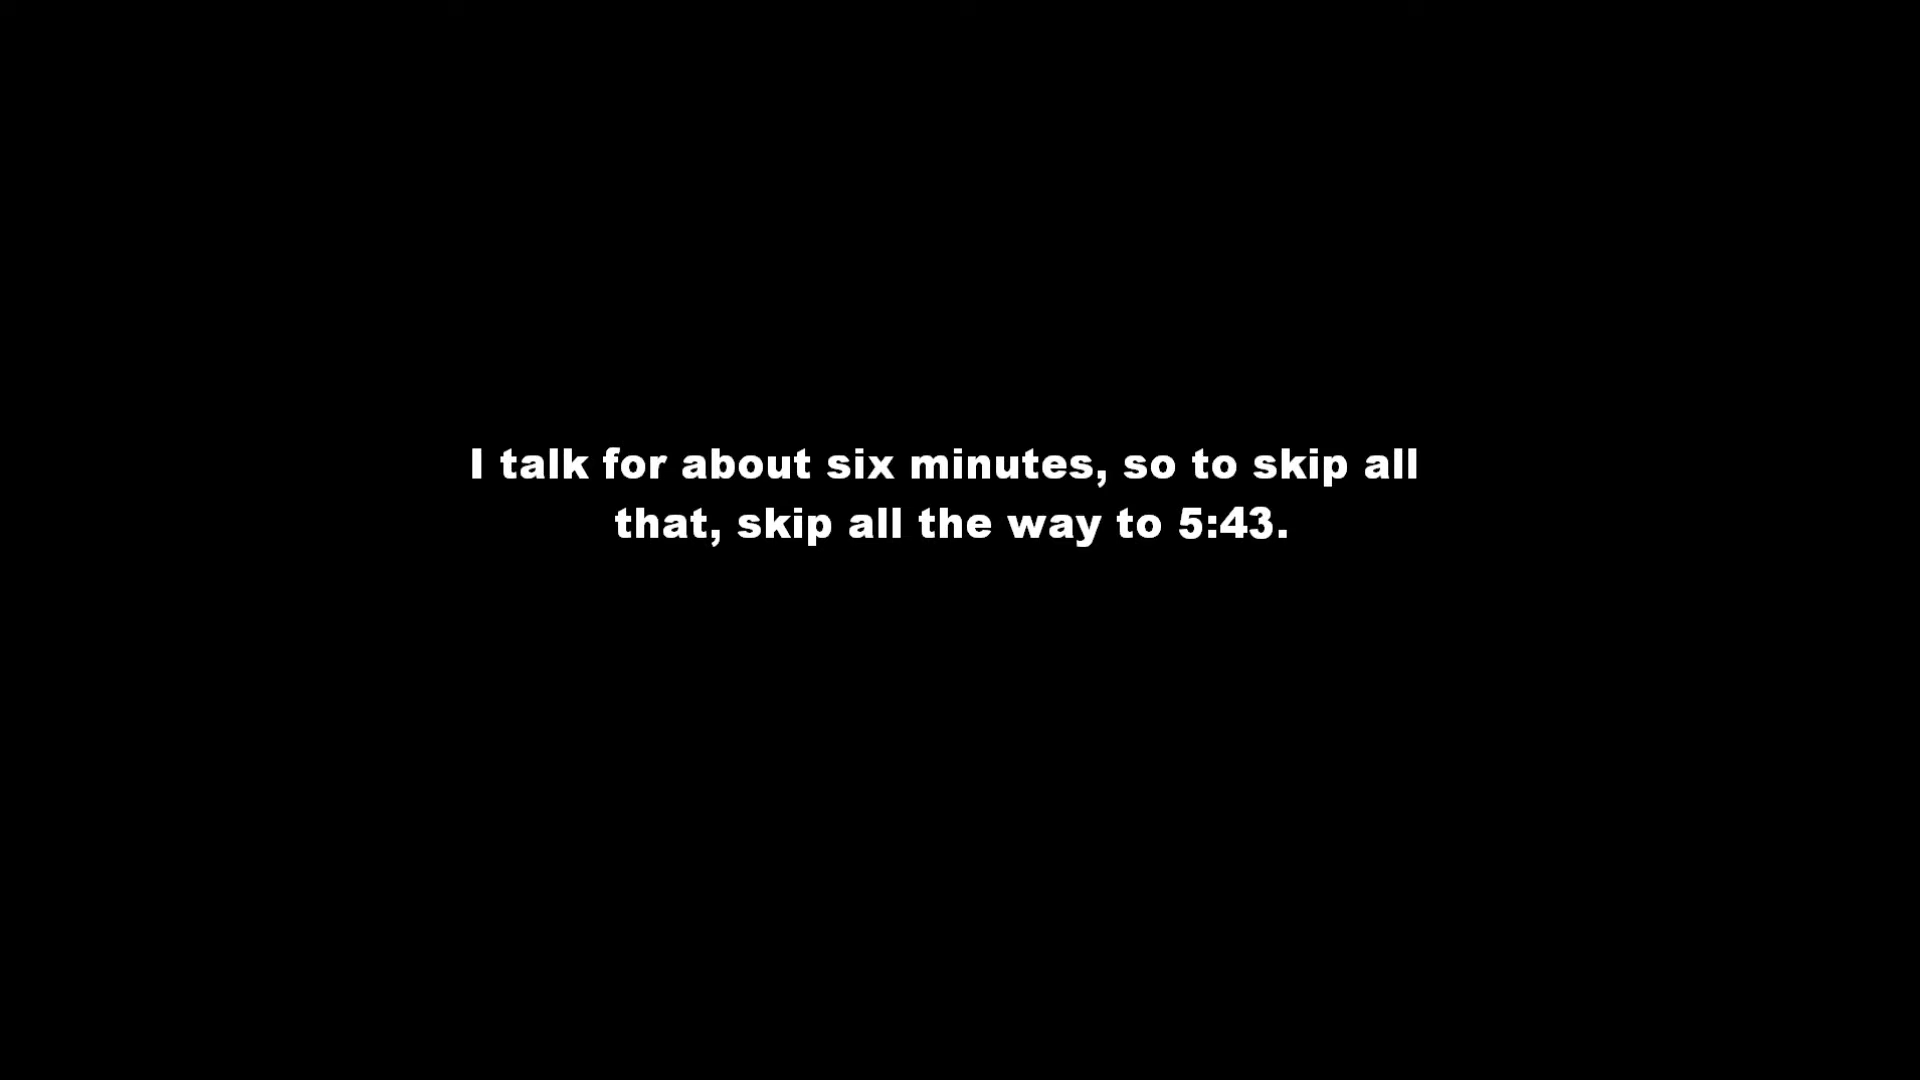 I talk for about six minutes, so to skip all
that, skip all the way to 5:43.